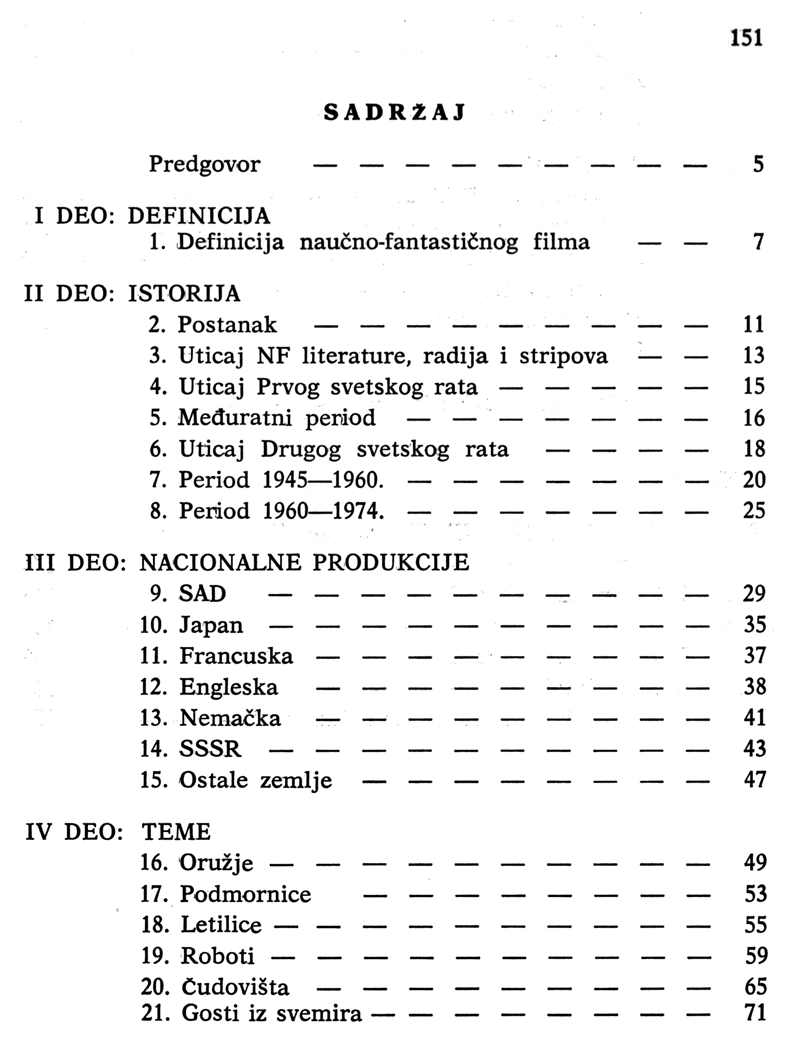 151
SADRŽAJ
Predgovor — — — — — — — — — 5
I DEO: DEFINICIJA
1. Definicija naučno-fantastičnog filma — — 7
II DEO: ISTORIJA
2. Postanak — — — — — — — — — 11
3. Uticaj NF literature, radija i stripova — — 13
4. Uticaj Prvog svetskog rata — — — — — 15
5. Međuratni period — — — — — — — 16
6. Uticaj Drugog svetskog rata — — — — 18
7. Period 1945—1960. — — — — — — — 20
8. Period 1960—1974. — — — — — — — 25
III DEO: NACIONALNE PRODUKCIJE
9. SAD — — — — — — — — — — 29
10. Japan — — — — — — — — — — 35
11. Francuska — — — — — — — — — 37
12. Engleska — — — — — — — — — 38
13. Nemačka — — — — — — — — — 41
14. SSSR — — — — — — — — — — 43
15. Ostale zemlje — — — — — — — — 47
IV DEO: TEME
16. Oružje — — — — — — — — — — 49
17. Podmornice — — — — — — — — 53
18. Letilice — — — — — — — — — — 55
19. Roboti — — — — — — — — — — 59
20. Čudovišta — — — — — — — — — 65
21. Gosti iz svemira — — — — — — — — 71